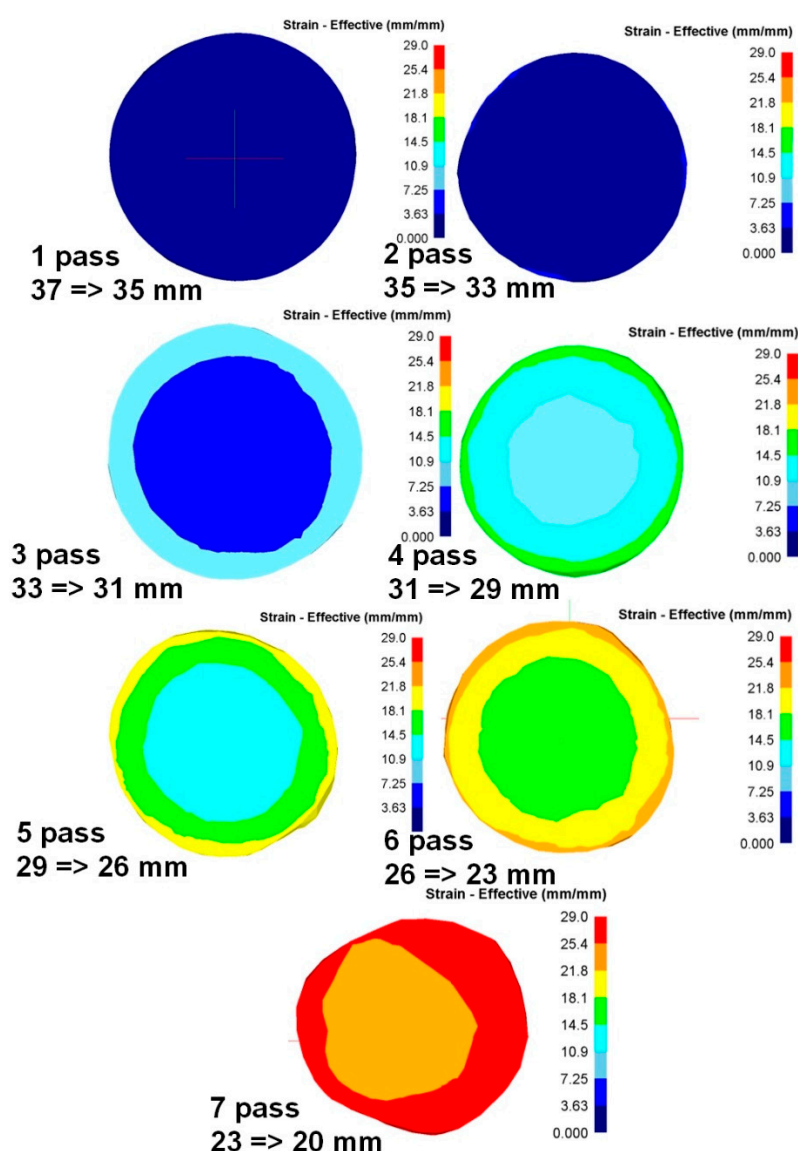 Strain - Effective (mm/mm)
29.0
25.4
21.8
18.1
14.5
10.9
7.25
3.63
0.000
1 pass
37 => 35 mm
Strain - Effective (mm/mm)
29.0
25.4
21.8
18.1
14.5
10.9
7.25
3.63
0.000
2 pass
35 => 33 mm
Strain - Effective (mm/mm)
29.0
25.4
21.8
18.1
14.5
10.9
7.25
3.63
0.000
3 pass
33 => 31 mm
Strain - Effective (mm/mm)
29.0
25.4
21.8
18.1
14.5
10.9
7.25
3.63
0.000
4 pass
31 => 29 mm
Strain - Effective (mm/mm)
29.0
25.4
21.8
18.1
14.5
10.9
7.25
3.63
5 pass
29 => 26 mm
Strain - Effective (mm/mm)
29.0
25.4
21.8
18.1
14.5
10.9
7.25
3.63
0.000
6 pass
26 => 23 mm
Strain - Effective (mm/mm)
29.0
25.4
21.8
18.1
14.5
10.9
7.25
3.63
0.000
7 pass
23 => 20 mm